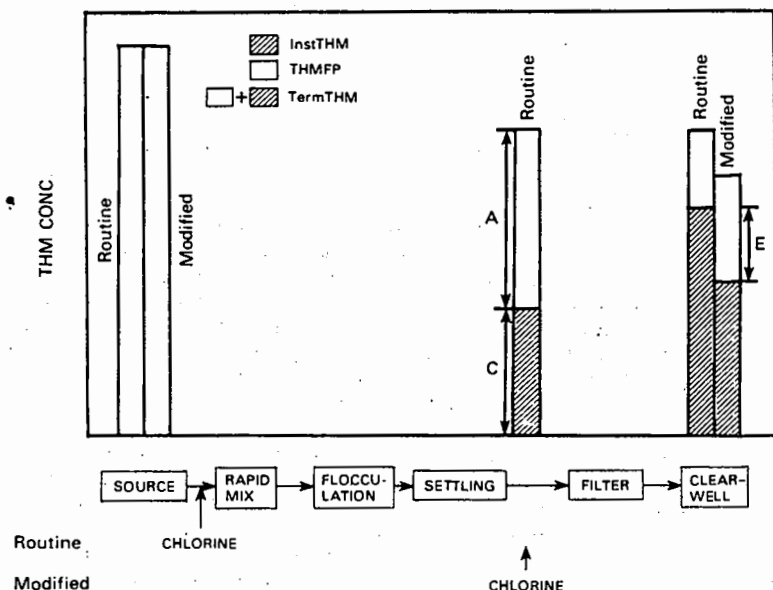 InstTHM
THMFP
+ TermTHM
THM CONC.
Routine
Modified
Routine
A
C
Routine
Modified
E
SOURCE
RAPID
MIX
FLOCCU-
LATION
SETTLING
FILTER
CLEAR-
WELL
Routine
CHLORINE
Modified
CHLORINE